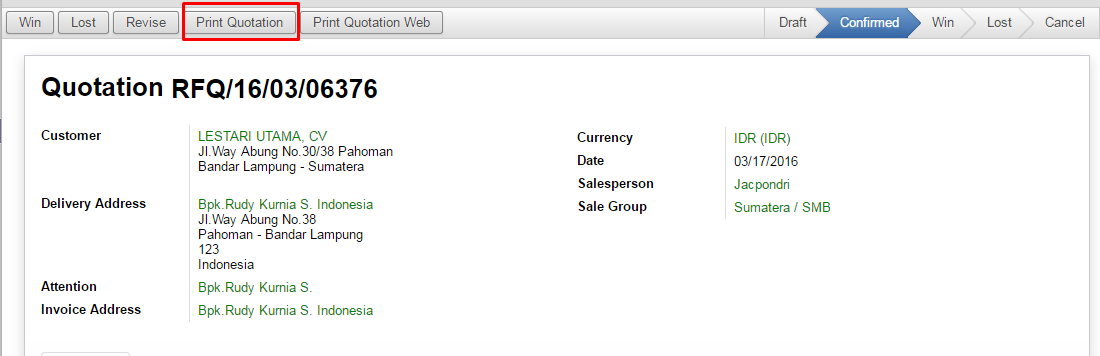 Win Lost Revise Print Quotation Print Quotation Web Draft Confirmed Win Lost Cancel
Quotation RFQ/16/03/06376
Customer LESTARI UTAMA, CV
Jl.Way Abung No.30/38 Pahoman
Bandar Lampung - Sumatera
Delivery Address Bpk.Rudy Kurnia S. Indonesia
Jl.Way Abung No.38
Pahoman - Bandar Lampung
123
Indonesia
Attention Bpk.Rudy Kurnia S.
Invoice Address Bpk.Rudy Kurnia S. Indonesia
Currency IDR (IDR)
Date 03/17/2016
Salesperson Jacpondri
Sale Group Sumatera / SMB